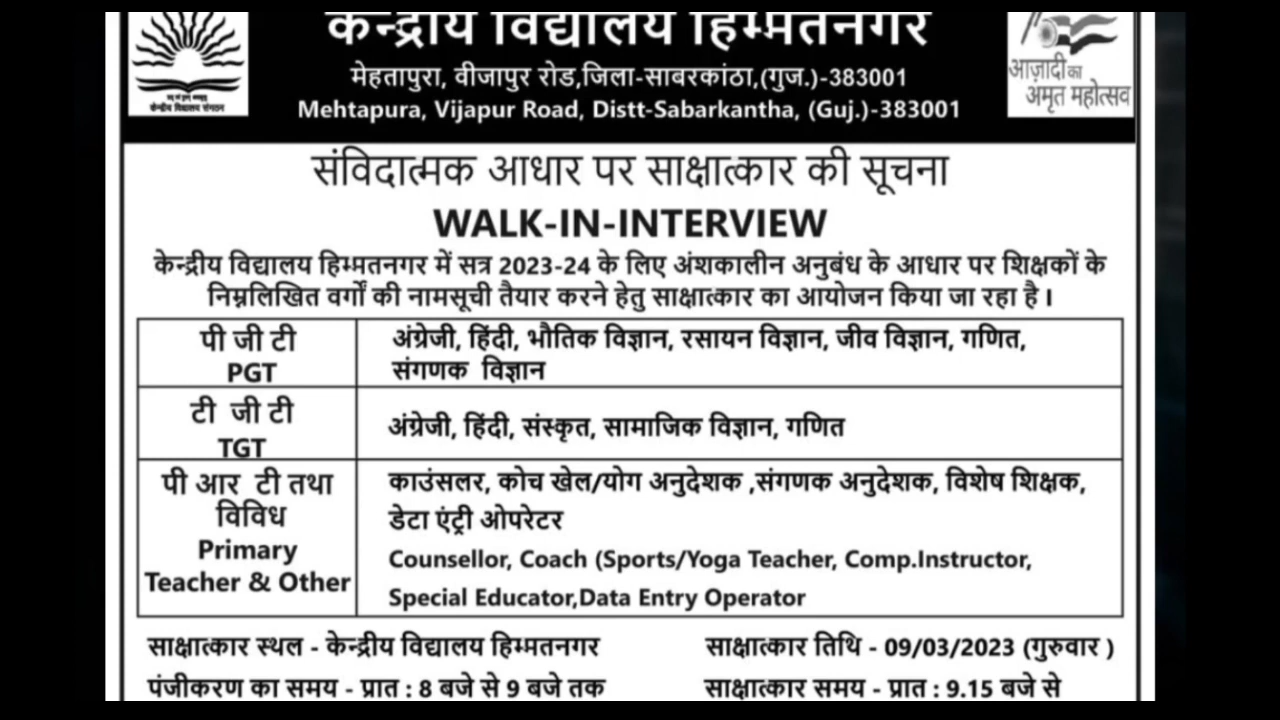 केन्द्रीय विद्यालय हिम्मतनगर
मेहतापुरा, वीजापुर रोड,जिला-साबरकांठा,(गुज.)-383001
Mehtapura, Vijapur Road, Distt-Sabarkantha, (Guj.)-383001
केन्द्रीय विद्यालय संगठन
आज़ादी का
अमृत महोत्सव
संविदात्मक आधार पर साक्षात्कार की सूचना
WALK-IN-INTERVIEW
केन्द्रीय विद्यालय हिम्मतनगर में सत्र 2023-24 के लिए अंशकालीन अनुबंध के आधार पर शिक्षकों के
निम्नलिखित वर्गों की नामसूची तैयार करने हेतु साक्षात्कार का आयोजन किया जा रहा है ।
पी जी टी
PGT
अंग्रेजी, हिंदी, भौतिक विज्ञान, रसायन विज्ञान, जीव विज्ञान, गणित,
संगणक विज्ञान
टी जी टी
TGT
अंग्रेजी, हिंदी, संस्कृत, सामाजिक विज्ञान, गणित
पी आर टी तथा
विविध
Primary
Teacher & Other
काउंसलर, कोच खेल/योग अनुदेशक ,संगणक अनुदेशक, विशेष शिक्षक,
डेटा एंट्री ओपरेटर
Counsellor, Coach (Sports/Yoga Teacher, Comp.Instructor,
Special Educator,Data Entry Operator
साक्षात्कार स्थल - केन्द्रीय विद्यालय हिम्मतनगर
साक्षात्कार तिथि - 09/03/2023 (गुरुवार )
पंजीकरण का समय - प्रात : 8 बजे से 9 बजे तक
साक्षात्कार समय - प्रात : 9.15 बजे से